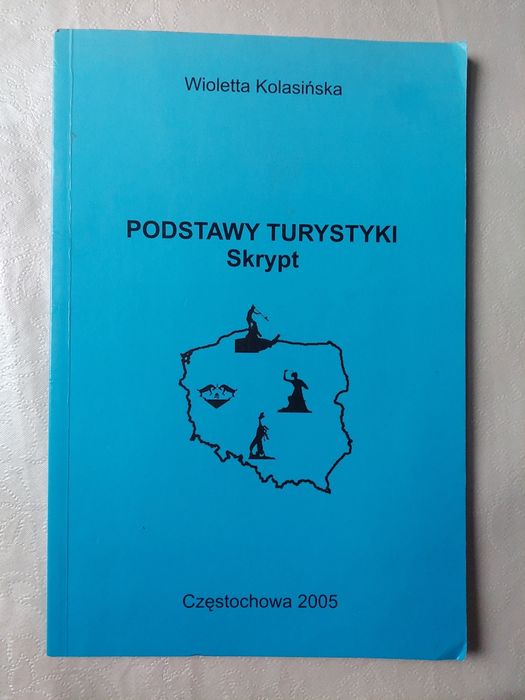 Wioletta Kolasińska
PODSTAWY TURYSTYKI
Skrypt
Częstochowa 2005